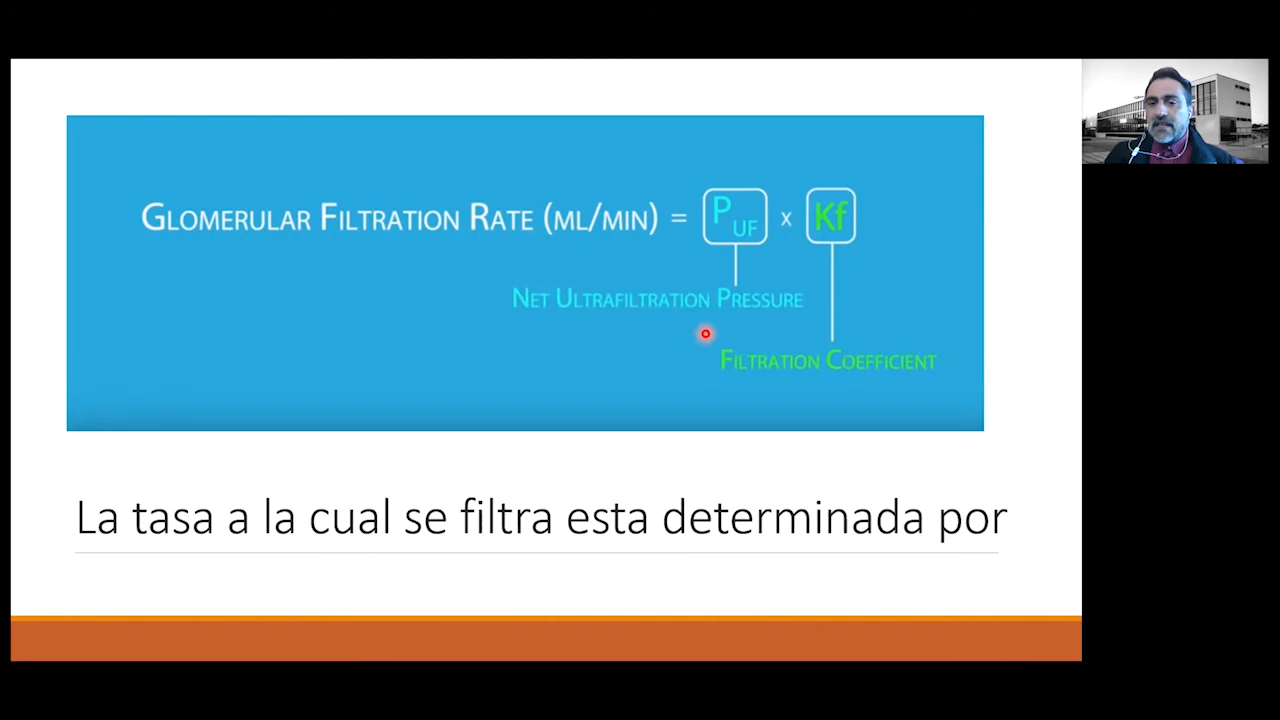 GLOMERULAR FILTRATION RATE (ML/MIN) = PUF x Kf
NET ULTRAFILTRATION PRESSURE
FILTRATION COEFFICIENT
La tasa a la cual se filtra esta determinada por